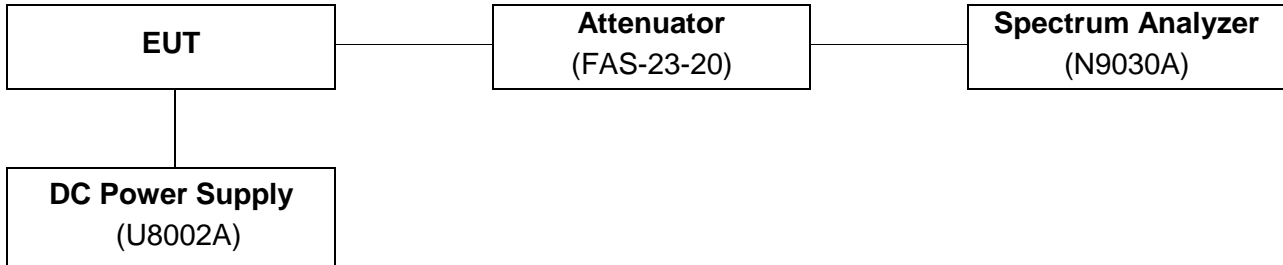 EUT
Attenuator
(FAS-23-20)
Spectrum Analyzer
(N9030A)
DC Power Supply
(U8002A)